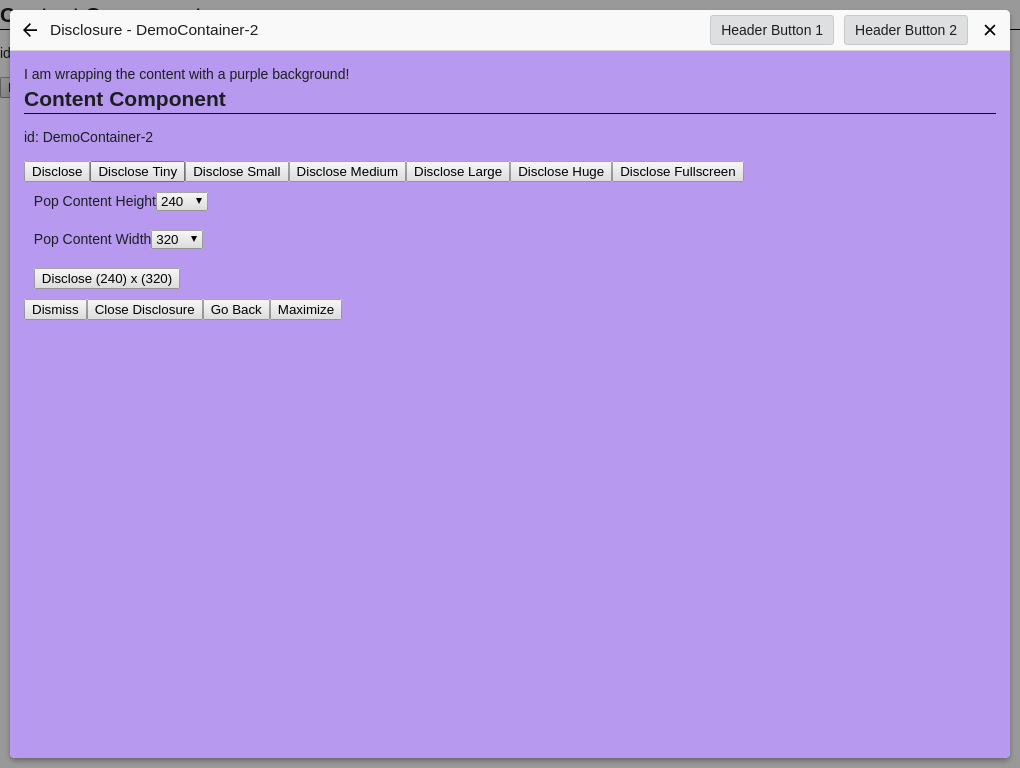 Disclosure - DemoContainer-2 Header Button 1 Header Button 2
id
I am wrapping the content with a purple background!
Content Component
id: DemoContainer-2
Disclose Disclose Tiny Disclose Small Disclose Medium Disclose Large Disclose Huge Disclose Fullscreen
Pop Content Height 240
Pop Content Width 320
Disclose (240) x (320)
Dismiss Close Disclosure Go Back Maximize